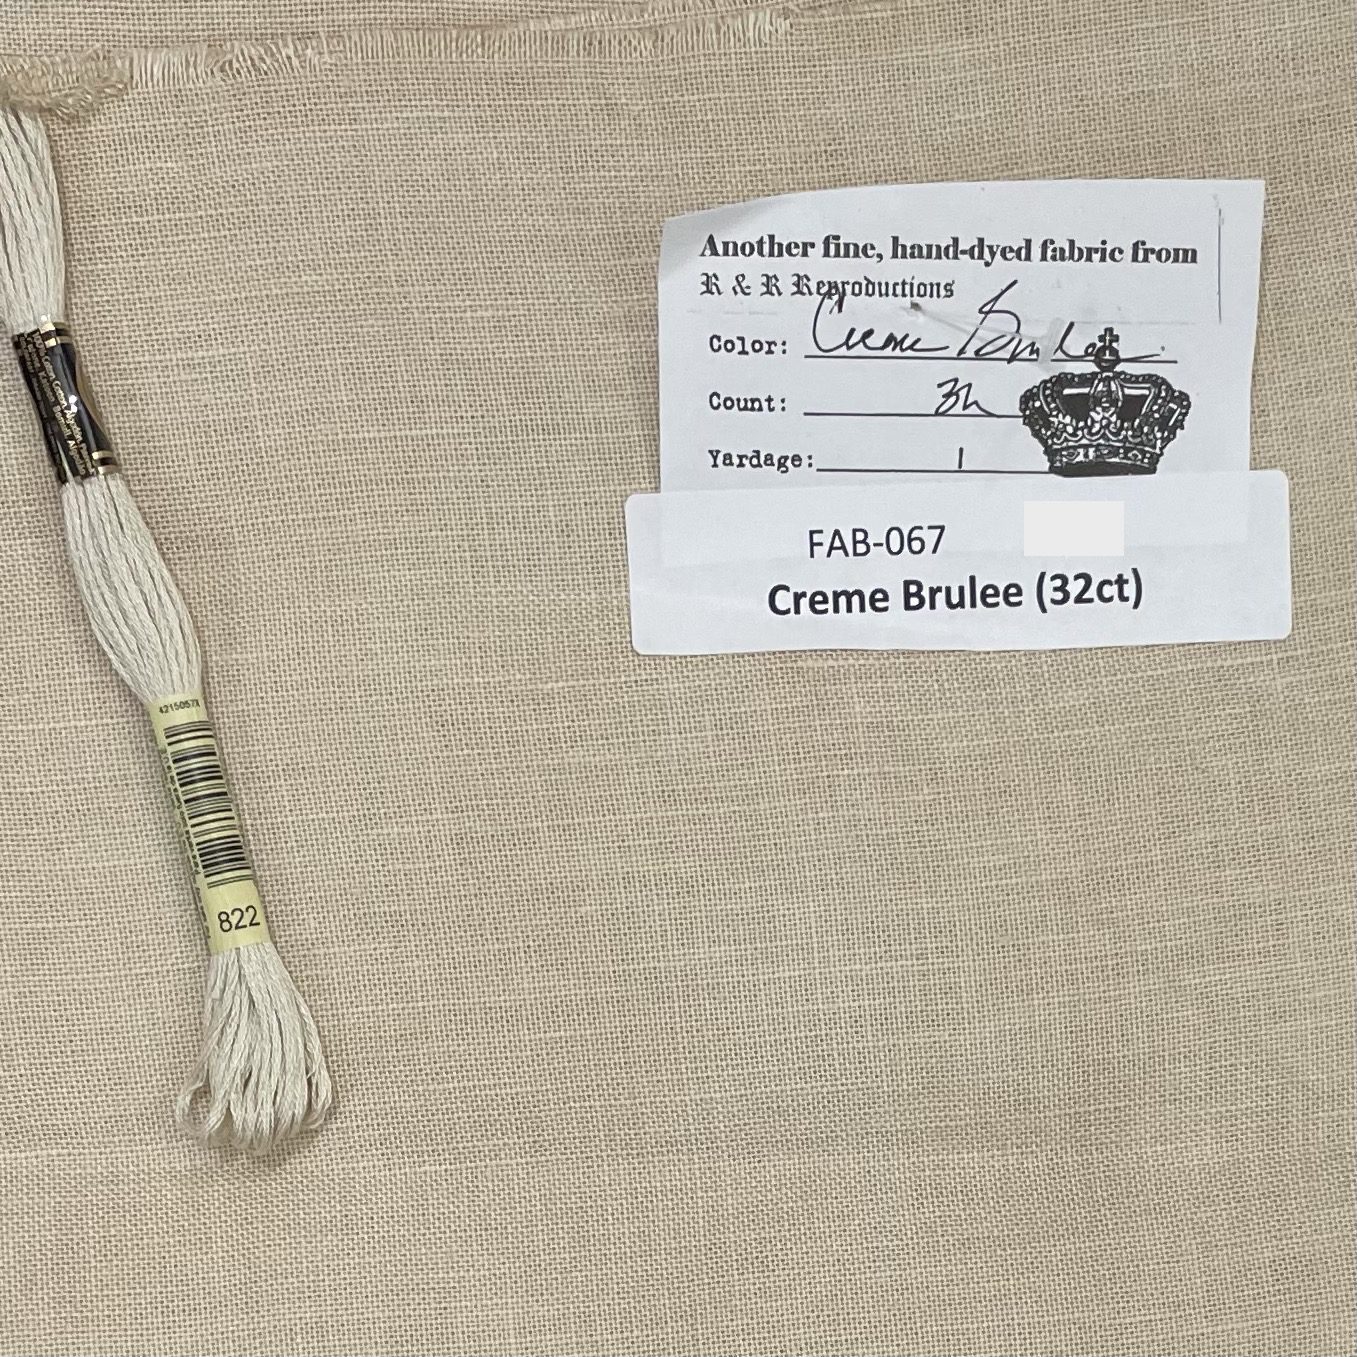 Another fine, hand-dyed fabric from
R & R Reproductions
Color: Creme Brulee
Count: 32
Yardage: 1
FAB-067
Creme Brulee (32ct)
822